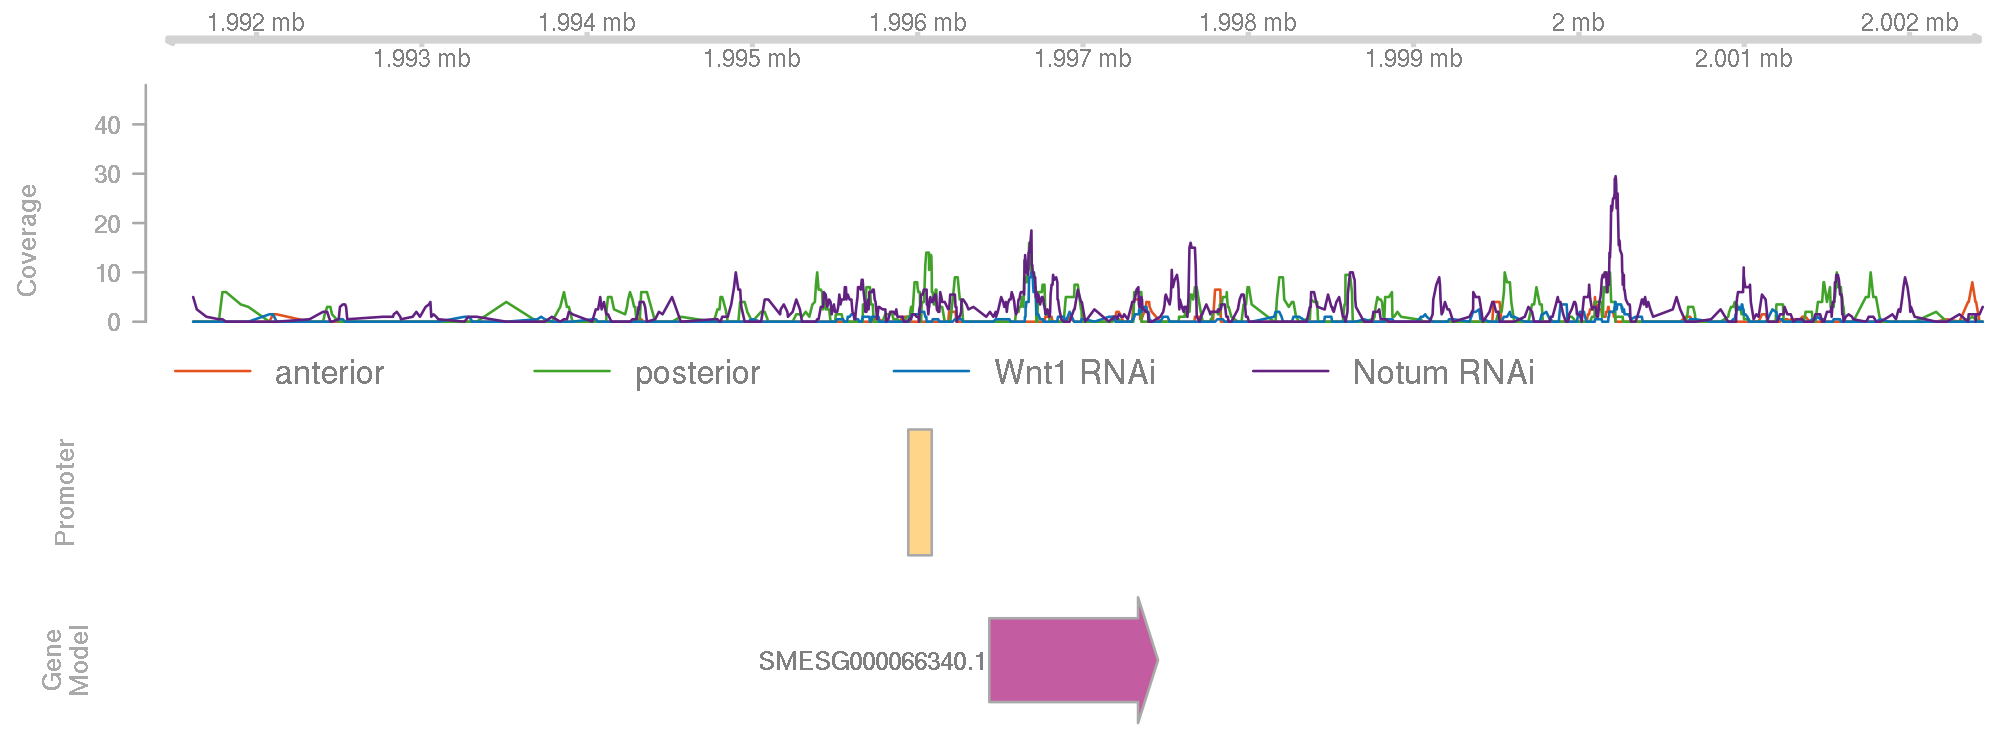 1.992 mb 1.994 mb 1.996 mb 1.998 mb 2 mb 2.002 mb
1.993 mb 1.995 mb 1.997 mb 1.999 mb 2.001 mb
Coverage
40
30
20
10
0
anterior posterior Wnt1 RNAi Notum RNAi
Promoter
Gene
Model
SMESG000066340.1